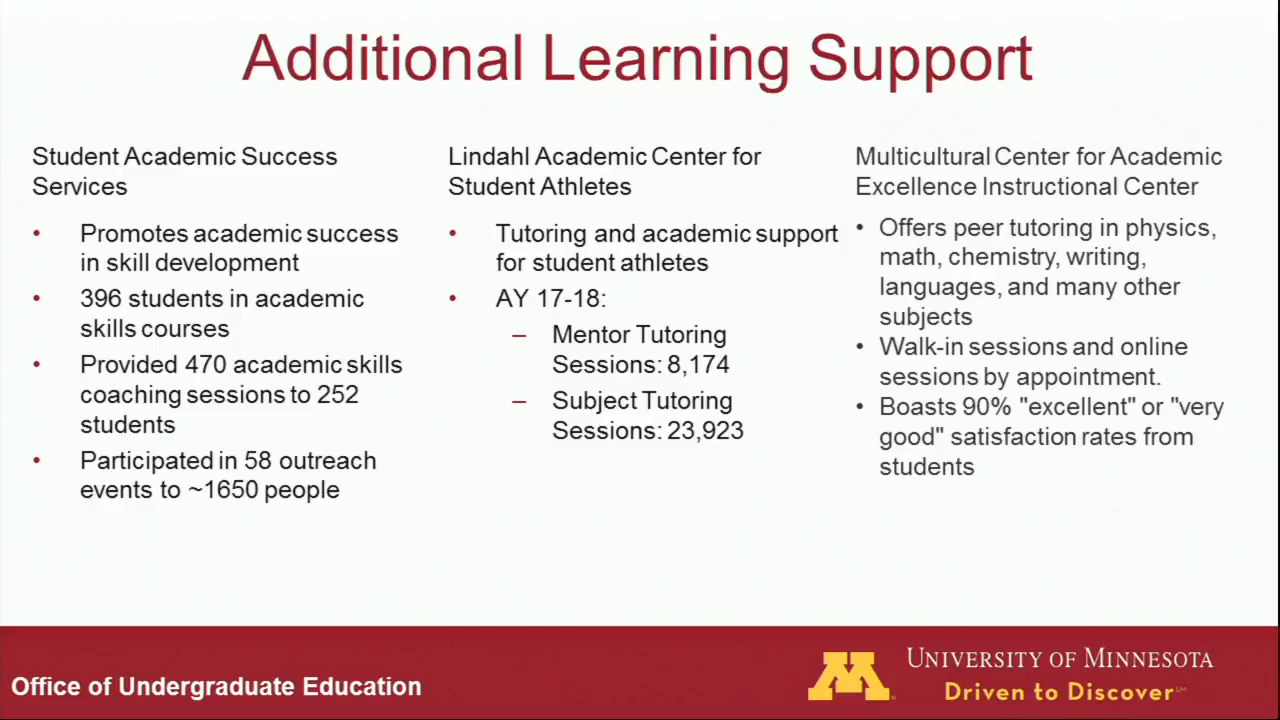 Additional Learning Support
Student Academic Success
Services
• Promotes academic success
in skill development
• 396 students in academic
skills courses
• Provided 470 academic skills
coaching sessions to 252
students
• Participated in 58 outreach
events to ~1650 people
Lindahl Academic Center for
Student Athletes
• Tutoring and academic support
for student athletes
• AY 17-18:
– Mentor Tutoring
Sessions: 8,174
– Subject Tutoring
Sessions: 23,923
Multicultural Center for Academic
Excellence Instructional Center
• Offers peer tutoring in physics,
math, chemistry, writing,
languages, and many other
subjects
• Walk-in sessions and online
sessions by appointment.
• Boasts 90% "excellent" or "very
good" satisfaction rates from
students
Office of Undergraduate Education
M
UNIVERSITY OF MINNESOTA
Driven to Discover℠